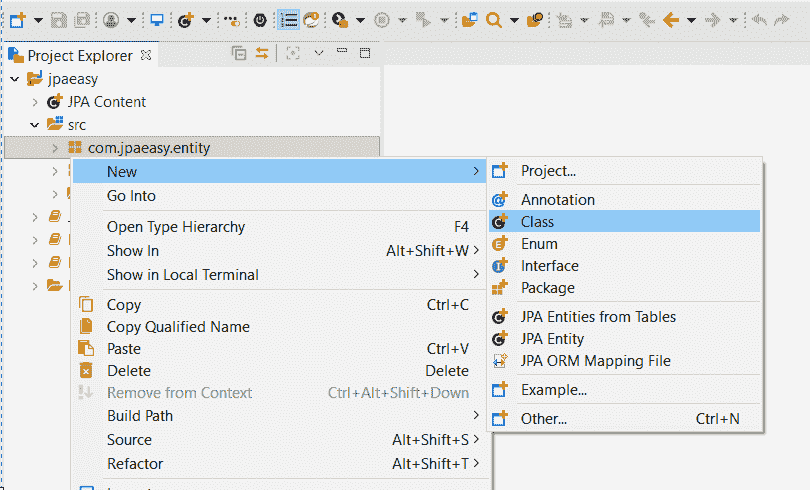 Project Explorer
jpaeasy
JPA Content
src
com.jpaeasy.entity
New
Go Into
Open Type Hierarchy F4
Show In Alt+Shift+W
Show in Local Terminal
Copy Ctrl+C
Copy Qualified Name
Paste Ctrl+V
Delete Delete
Remove from Context Ctrl+Alt+Shift+Down
Build Path
Source Alt+Shift+S
Refactor Alt+Shift+T
Project...
Annotation
Class
Enum
Interface
Package
JPA Entities from Tables
JPA Entity
JPA ORM Mapping File
Example...
Other... Ctrl+N